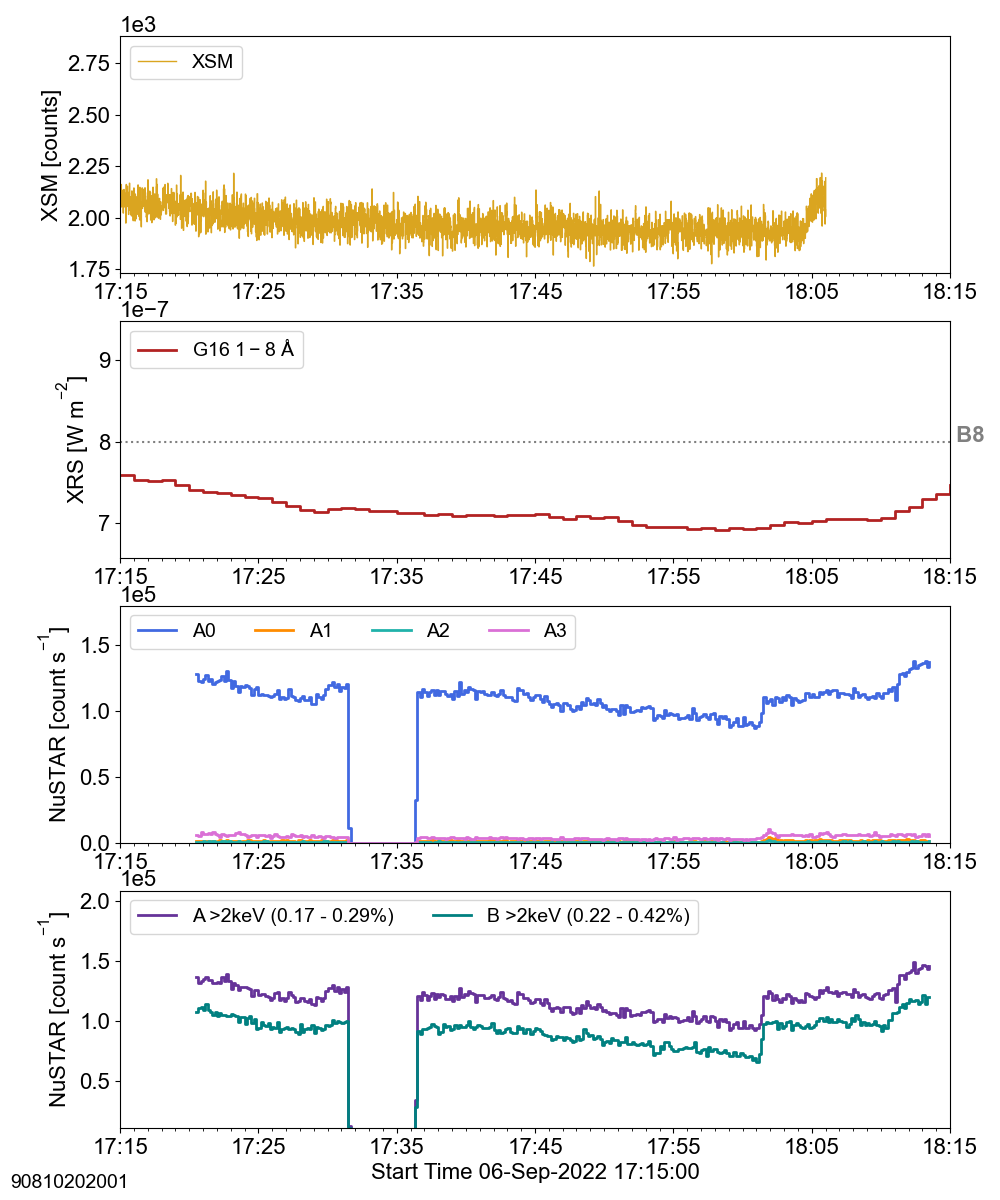 1e3
XSM [counts]
XSM
2.75
2.50
2.25
2.00
1.75
17:15 17:25 17:35 17:45 17:55 18:05 18:15
1e−7
XRS [W m−2]
G16 1 − 8 Å
9
8
7
B8
17:15 17:25 17:35 17:45 17:55 18:05 18:15
1e5
NuSTAR [count s−1]
A0 A1 A2 A3
1.5
1.0
0.5
0.0
17:15 17:25 17:35 17:45 17:55 18:05 18:15
1e5
NuSTAR [count s−1]
A >2keV (0.17 - 0.29%) B >2keV (0.22 - 0.42%)
2.0
1.5
1.0
0.5
17:15 17:25 17:35 17:45 17:55 18:05 18:15
Start Time 06-Sep-2022 17:15:00
90810202001